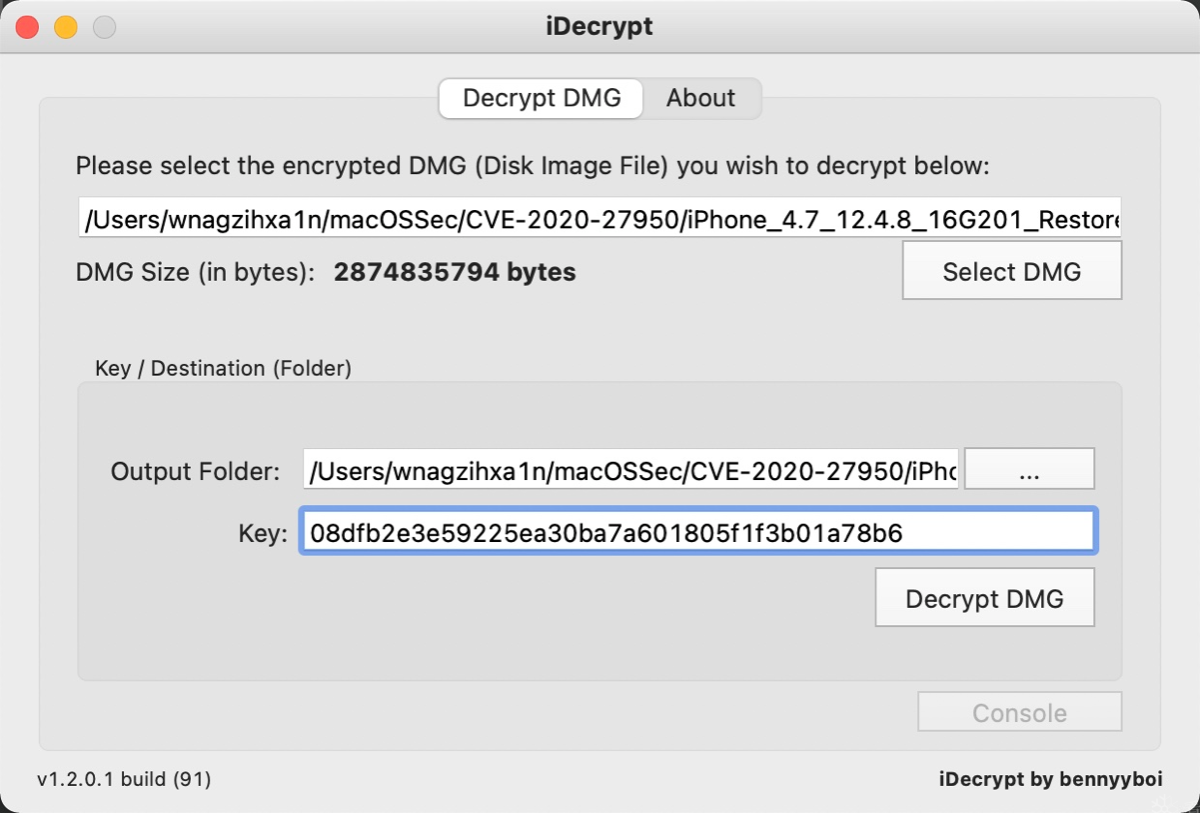 iDecrypt
Decrypt DMG About
Please select the encrypted DMG (Disk Image File) you wish to decrypt below:
/Users/wnagzihxa1n/macOSSec/CVE-2020-27950/iPhone_4.7_12.4.8_16G201_Restore
DMG Size (in bytes): 2874835794 bytes
Select DMG
Key / Destination (Folder)
Output Folder: /Users/wnagzihxa1n/macOSSec/CVE-2020-27950/iPho ...
Key: 08dfb2e3e59225ea30ba7a601805f1f3b01a78b6
Decrypt DMG
Console
v1.2.0.1 build (91) iDecrypt by bennyyboi